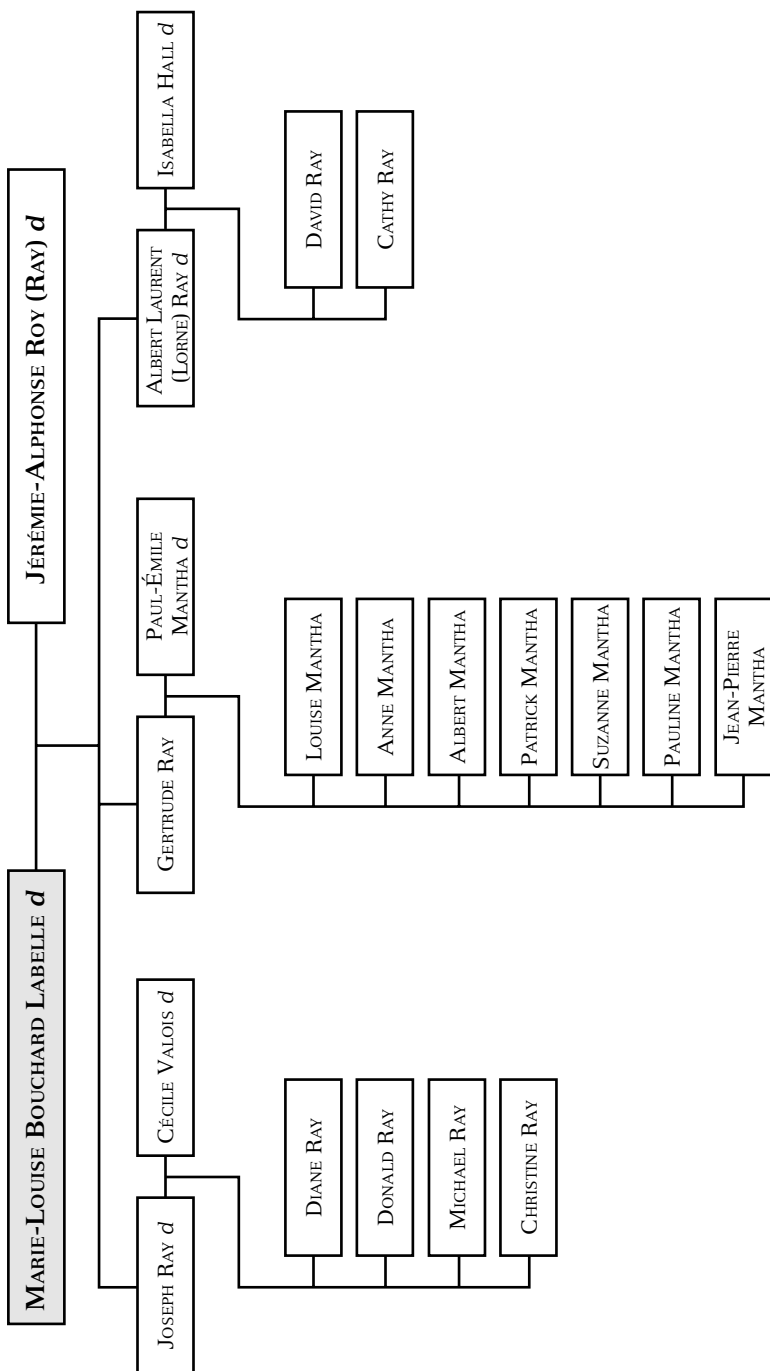 MARIE-LOUISE BOUCHARD LABELLE d
JÉRÉMIE-ALPHONSE ROY (RAY) d
JOSEPH RAY d
CÉCILE VALOIS d
DIANE RAY
DONALD RAY
MICHAEL RAY
CHRISTINE RAY
GERTRUDE RAY
PAUL-ÉMILE
MANTHA d
LOUISE MANTHA
ANNE MANTHA
ALBERT MANTHA
PATRICK MANTHA
SUZANNE MANTHA
PAULINE MANTHA
JEAN-PIERRE
MANTHA
ALBERT LAURENT
(LORNE) RAY d
ISABELLA HALL d
DAVID RAY
CATHY RAY